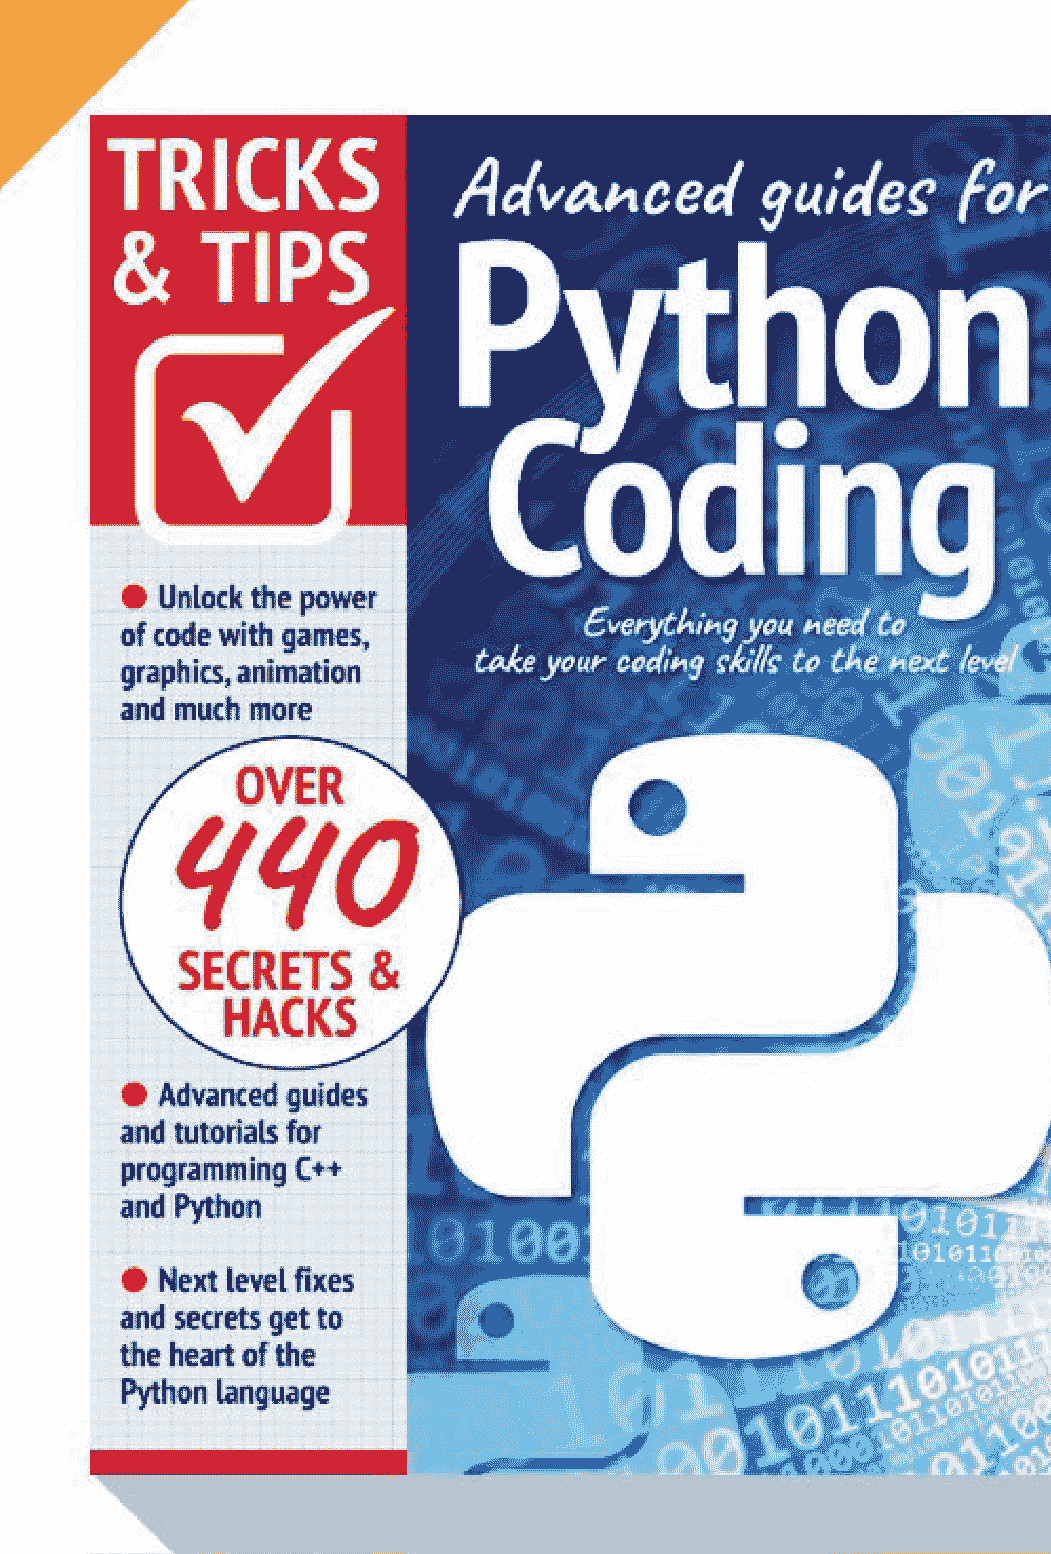 TRICKS
& TIPS
Advanced guides for
Python
Coding
Everything you need to
take your coding skills to the next level
● Unlock the power
of code with games,
graphics, animation
and much more
OVER
440
SECRETS &
HACKS
● Advanced guides
and tutorials for
programming C++
and Python
● Next level fixes
and secrets get to
the heart of the
Python language